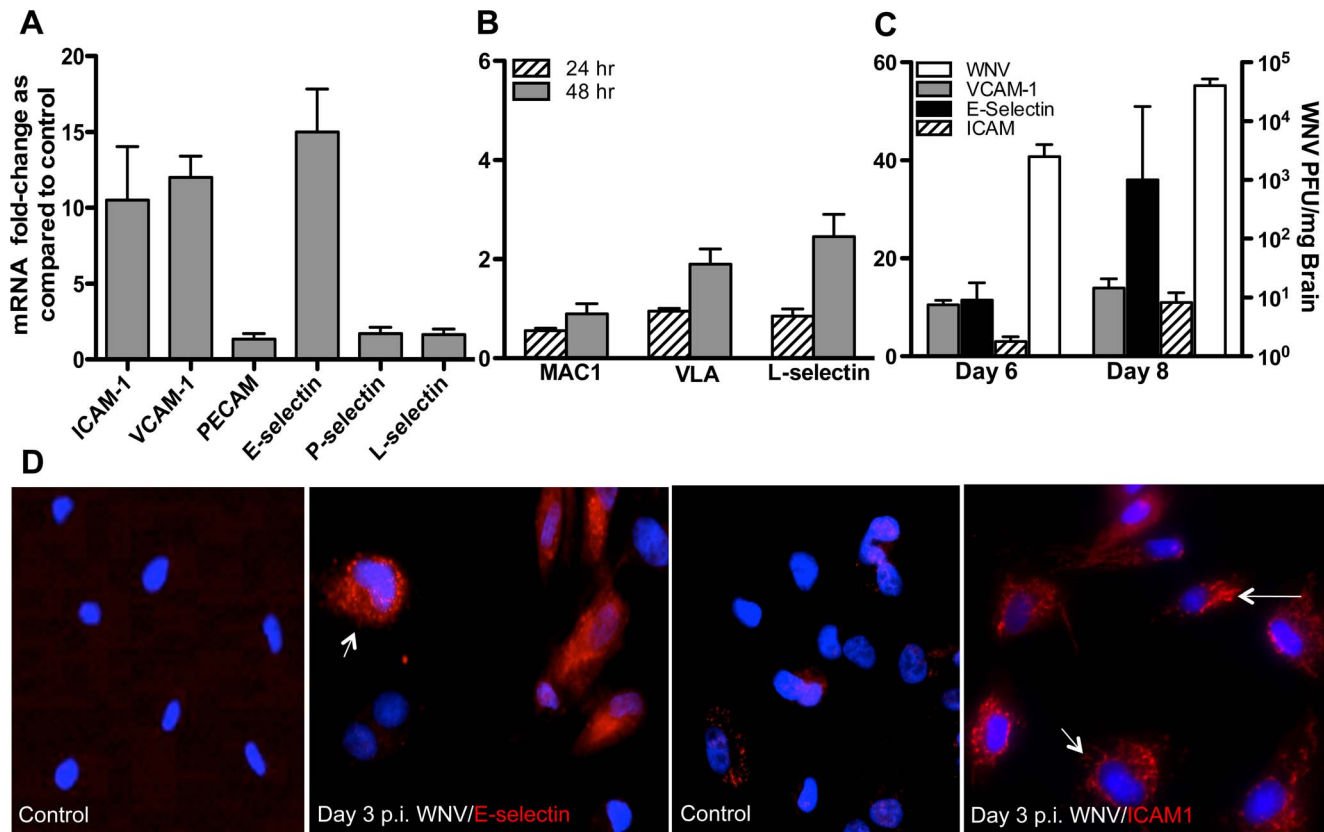 A
mRNA fold-change as
compared to control
20
15
10
5
0
ICAM-1
VCAM-1
PECAM
E-selectin
P-selectin
L-selectin
B
24 hr
48 hr
6
4
2
0
MAC1
VLA
L-selectin
C
WNV
VCAM-1
E-Selectin
ICAM
60
40
20
0
Day 6
Day 8
10⁵
10⁴
10³
10²
10¹
10⁰
WNV PFU/mg Brain
D
Control
Day 3 p.i. WNV/E-selectin
Control
Day 3 p.i. WNV/ICAM1